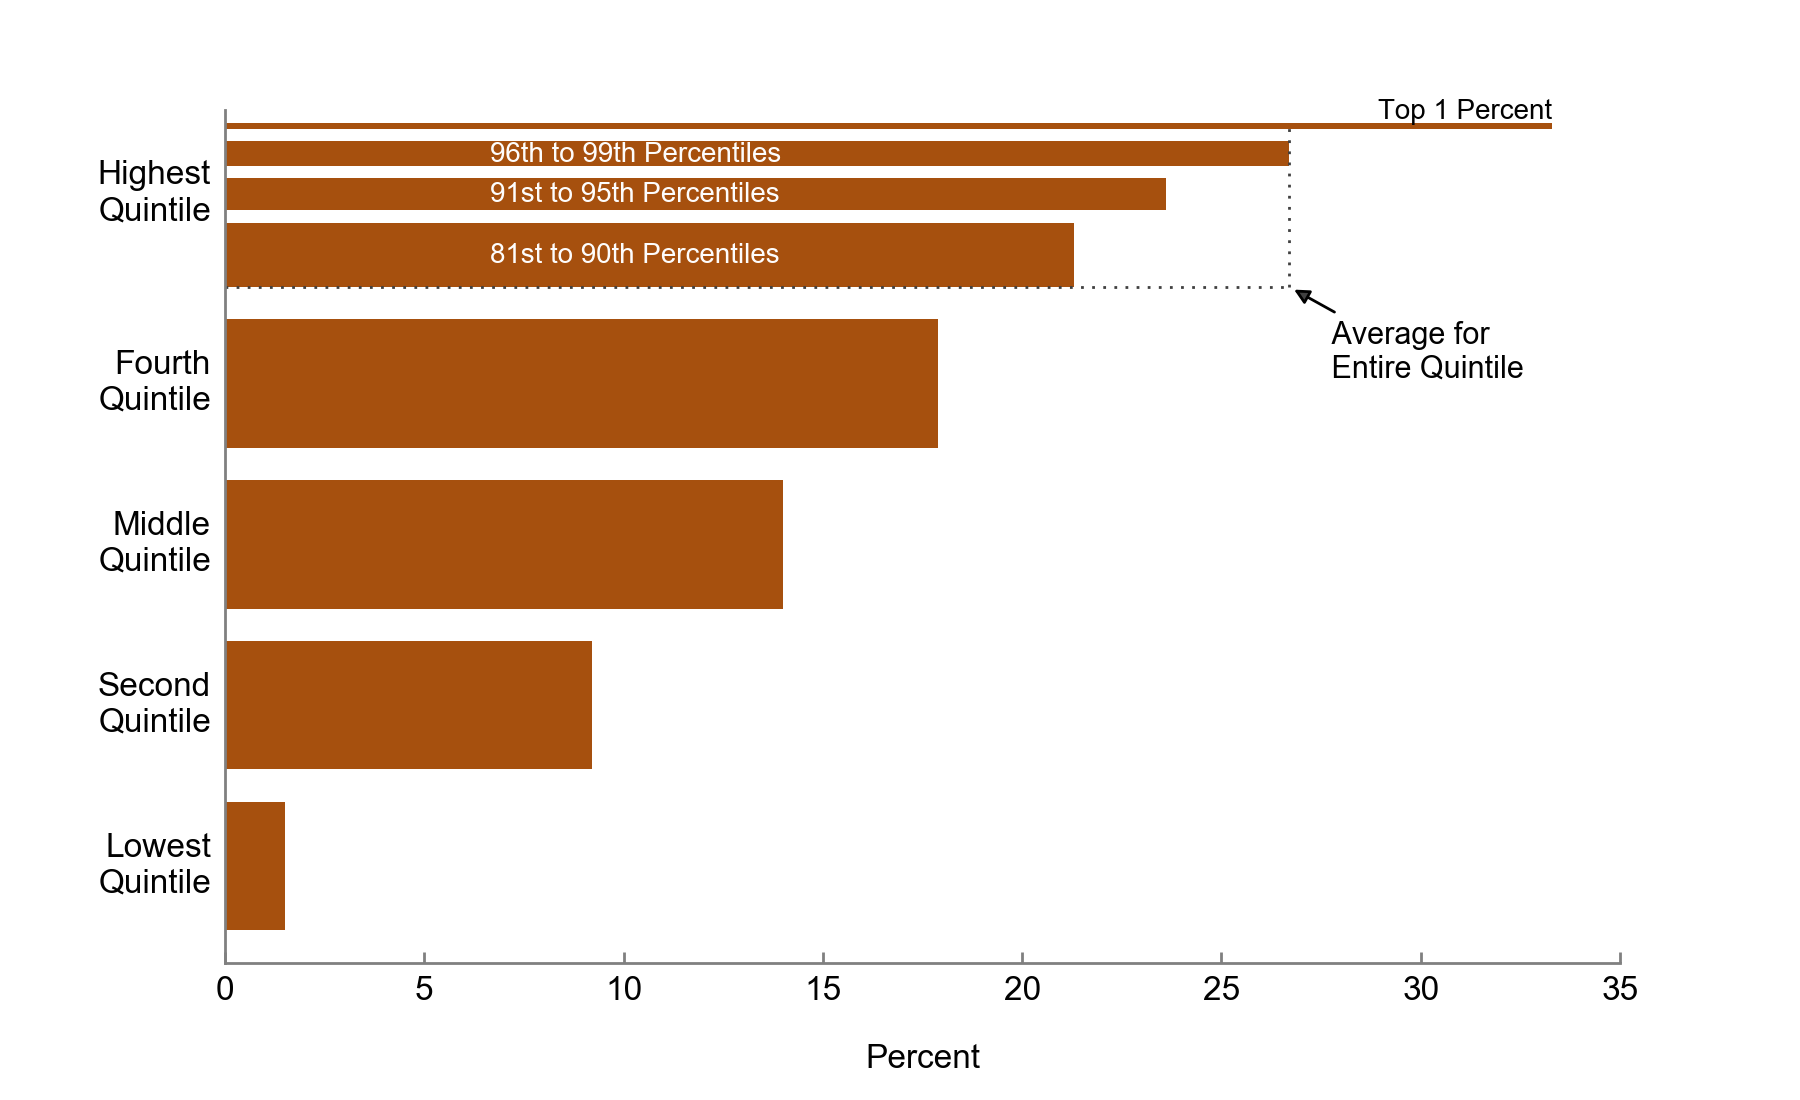 Top 1 Percent
96th to 99th Percentiles
91st to 95th Percentiles
81st to 90th Percentiles
Highest
Quintile
Average for
Entire Quintile
Fourth
Quintile
Middle
Quintile
Second
Quintile
Lowest
Quintile
0 5 10 15 20 25 30 35
Percent